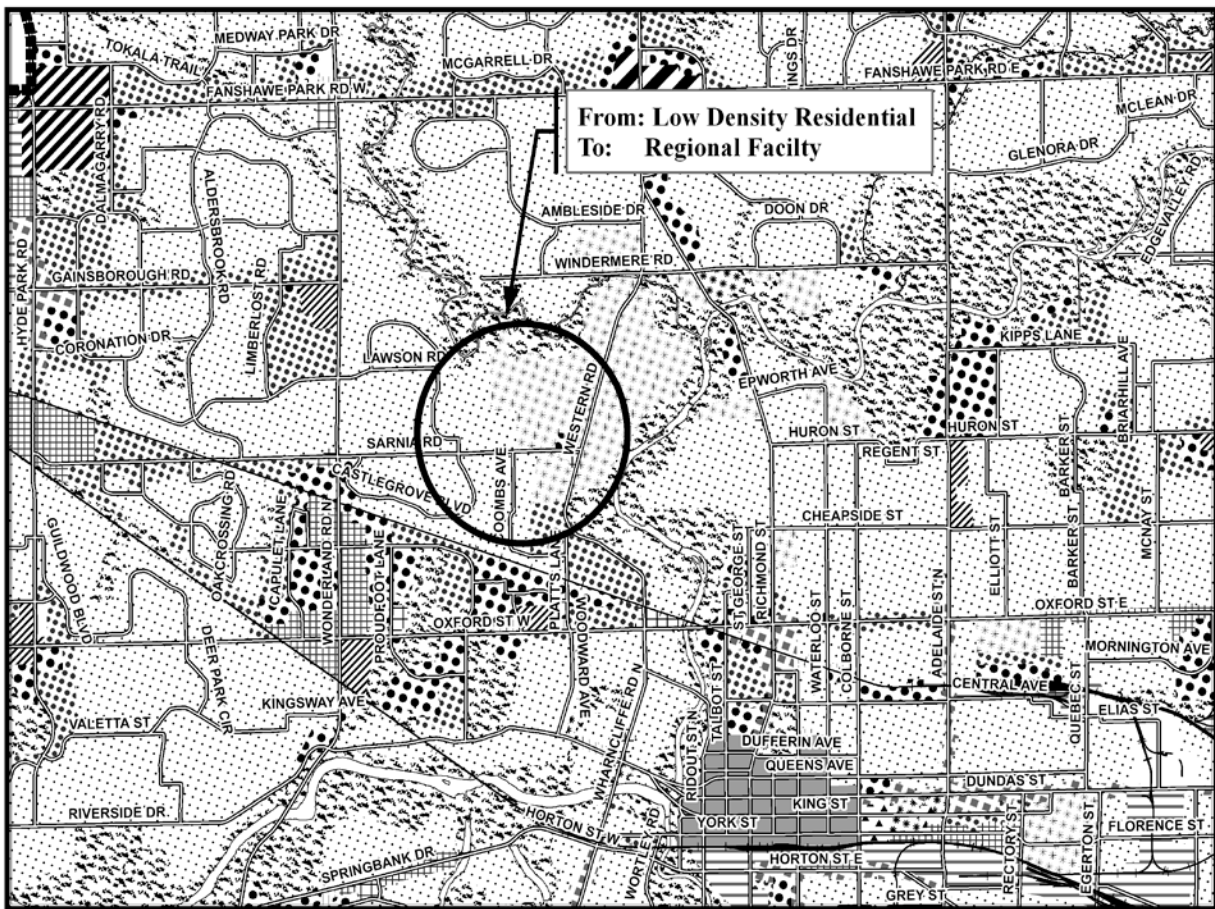 MEDWAY PARK DR
TOKALA TRAIL
MCGARRELL DR
INGS DR
FANSHAWE PARK RD E
FANSHAWE PARK RD W
From: Low Density Residential
To: Regional Facilty
MCLEAN DR
GLENORA DR
DALMAGARRY RD
ALDERSBROOK RD
EDGEVALLEY RD
AMBLESIDE DR
DOON DR
HYDE PARK RD
GAINSBOROUGH RD
LIMBERLOST RD
WINDERMERE RD
CORONATION DR
LAWSON RD
KIPPS LANE
EPWORTH AVE
BRIARHILL AVE
WESTERN RD
SARNIA RD
HURON ST
HURON ST
REGENT ST
CASTLEGROVE BLVD
OOMBS AVE
BARKER ST
GUILDWOOD BLVD
OAKCROSSING RD
CAPULET LANE
WONDERLAND RD N
PROUDFOOT LANE
PLATT'S LANE
CHEAPSIDE ST
ST GEORGE ST
RICHMOND ST
ELLIOTT ST
BARKER ST
MCNAY ST
WOODWARD AVE
WATERLOO ST
COLBORNE ST
ADELAIDE ST N
OXFORD ST E
OXFORD ST W
DEER PARK CIR
MORNINGTON AVE
WHARNCLIFFE RD N
TALBOT ST
CENTRAL AVE
QUEBEC ST
KINGSWAY AVE
ELIAS ST
VALETTA ST
RIDOUT ST N
DUFFERIN AVE
QUEENS AVE
DUNDAS ST
RIVERSIDE DR
KING ST
YORK ST
HORTON ST W
WORTLEY RD
RECTORY ST
EGERTON ST
FLORENCE ST
SPRINGBANK DR
HORTON ST E
GREY ST